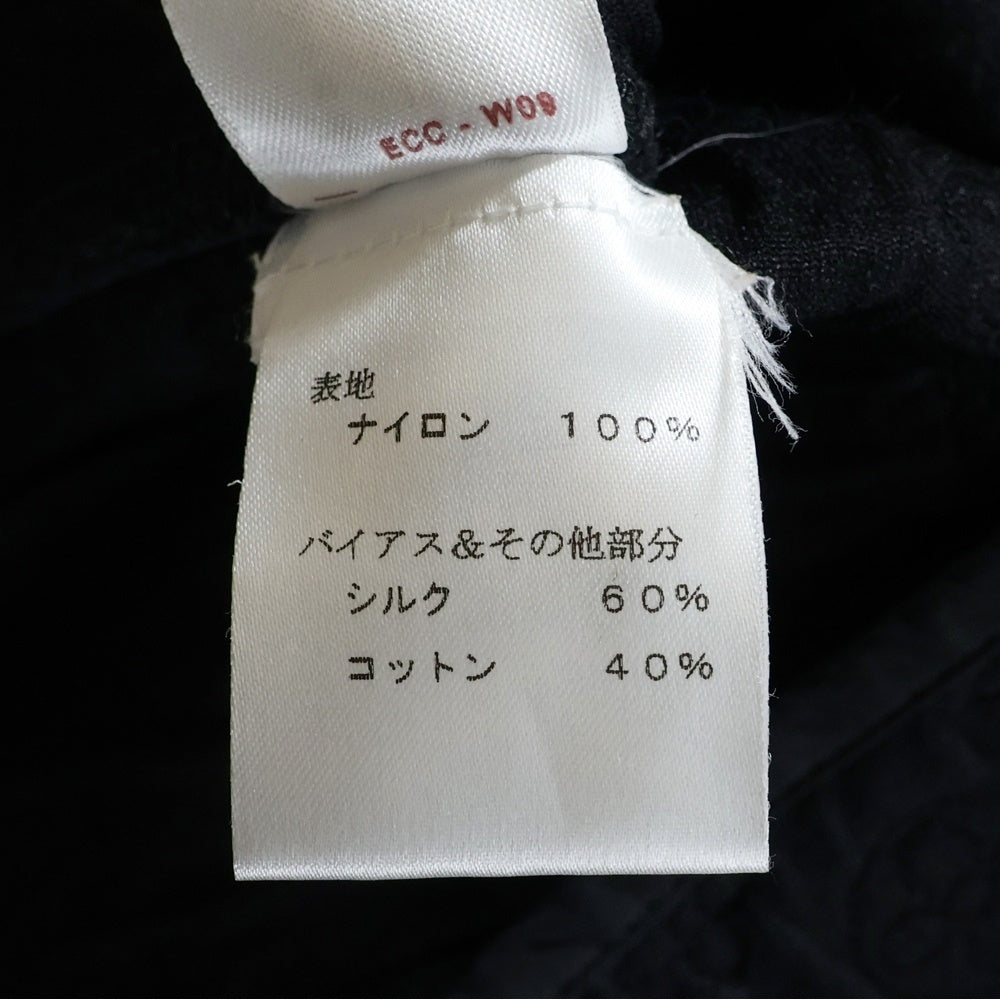 ECC - W09
表地
ナイロン　１００％
バイアス＆その他部分
シルク　６０％
コットン　４０％